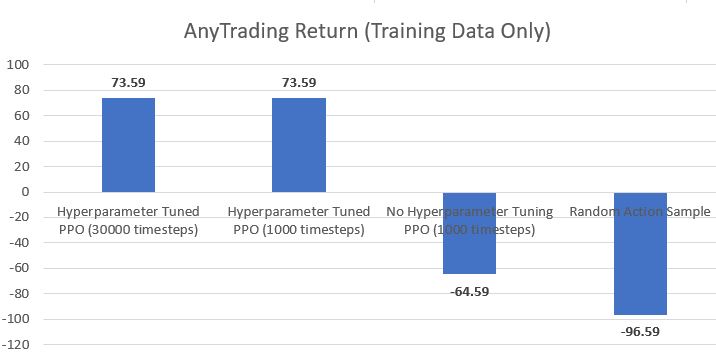 AnyTrading Return (Training Data Only)
100
80
60
40
20
0
-20
-40
-60
-80
-100
-120
73.59
73.59
-64.59
-96.59
Hyperparameter Tuned
PPO (30000 timesteps)
Hyperparameter Tuned
PPO (1000 timesteps)
No Hyperparameter Tuning
PPO (1000 timesteps)
Random Action Sample